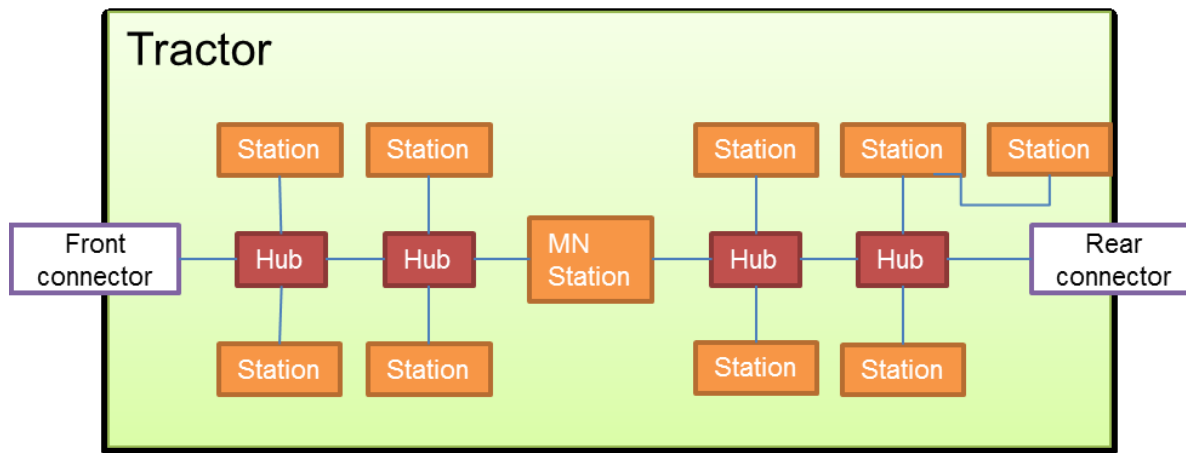 Tractor
Station
Station
Station
Station
Station
Front
connector
Hub
Hub
MN
Station
Hub
Hub
Rear
connector
Station
Station
Station
Station